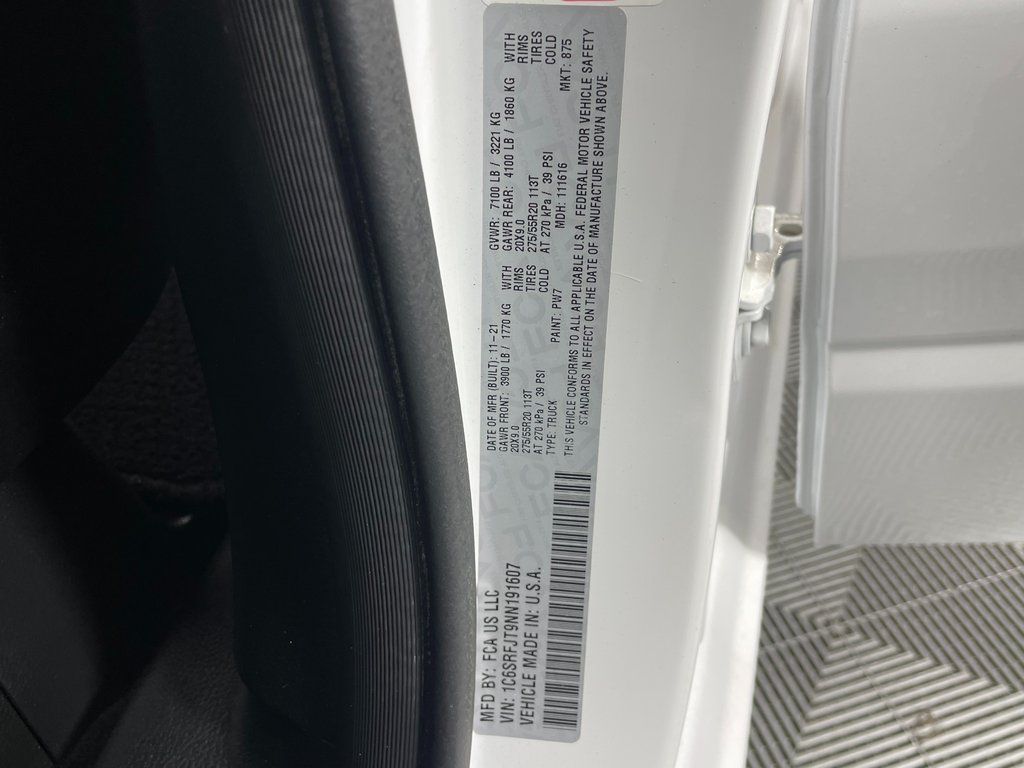 MFD BY: FCA US LLC
VIN: 1C6SRFJT9NN191607
VEHICLE MADE IN: U.S.A.
DATE OF MFR (BUILT): 11-21 GVWR: 7100 LB / 3221 KG
GAWR FRONT: 3900 LB / 1770 KG WITH GAWR REAR: 4100 LB / 1860 KG WITH
20X9.0 RIMS 20X9.0 RIMS
275/55R20 113T TIRES 275/55R20 113T TIRES
AT 270 kPa / 39 PSI COLD AT 270 kPa / 39 PSI COLD
TYPE: TRUCK PAINT: PW7 MDH: 111616 MKT: 875
THIS VEHICLE CONFORMS TO ALL APPLICABLE U.S.A. FEDERAL MOTOR VEHICLE SAFETY
STANDARDS IN EFFECT ON THE DATE OF MANUFACTURE SHOWN ABOVE.